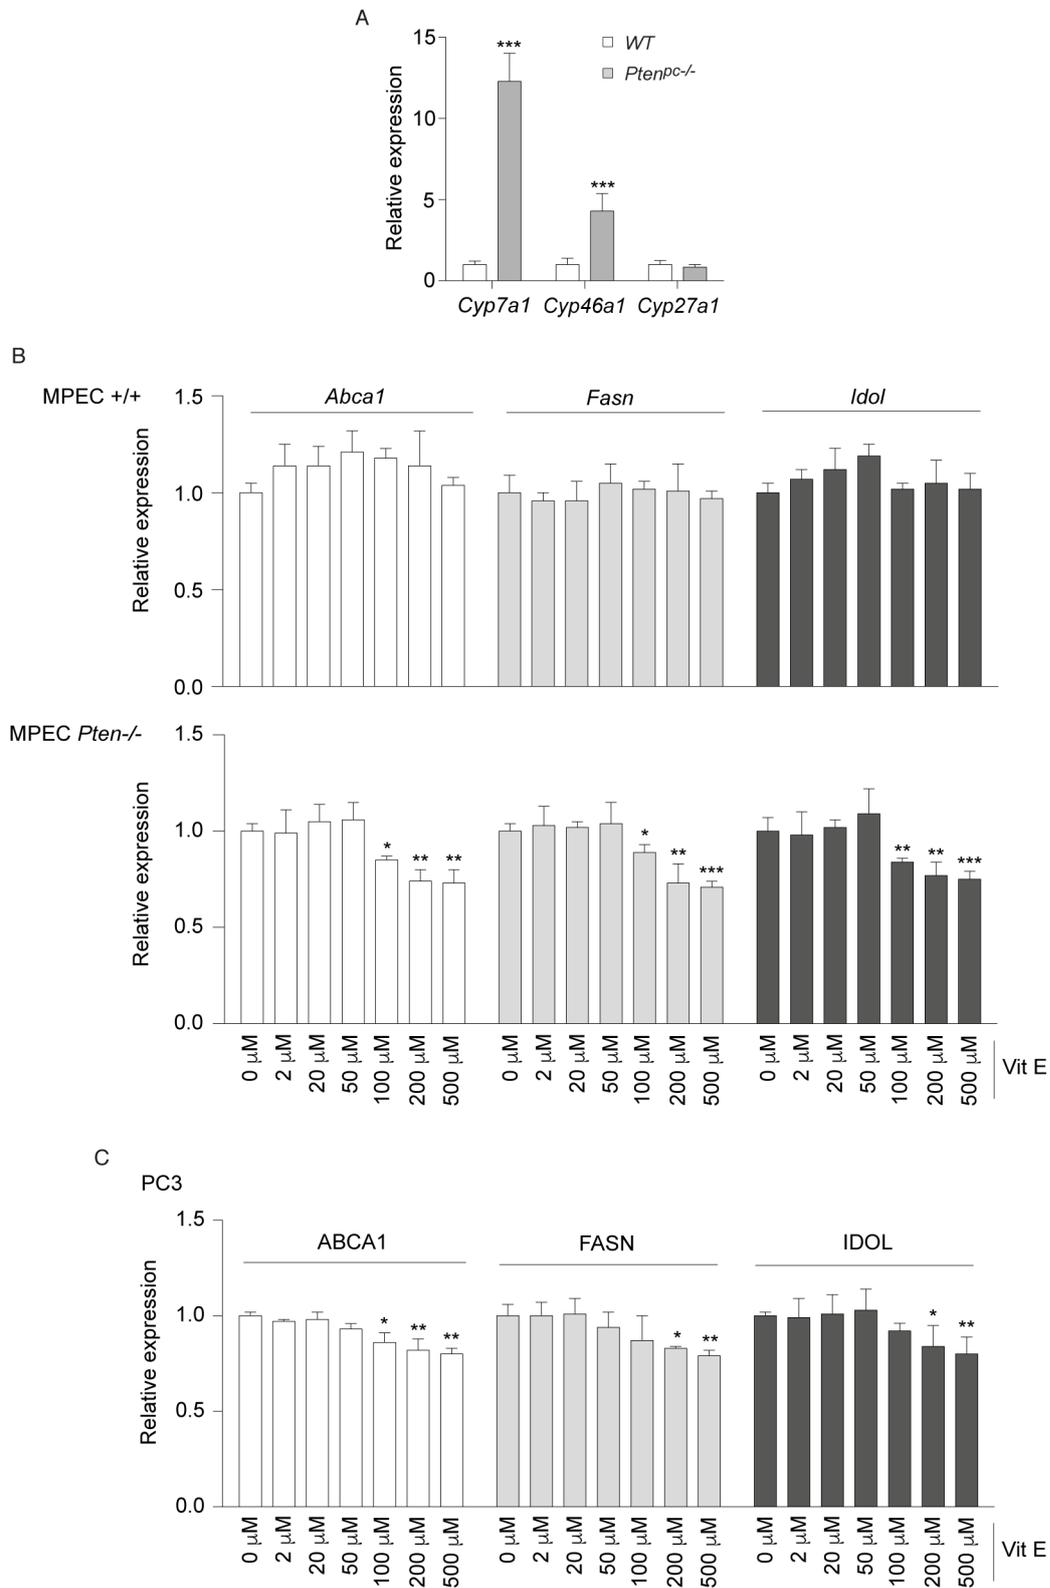 A
15
10
5
0
Relative expression
***
***
WT
Ptenpc-/-
Cyp7a1 Cyp46a1 Cyp27a1
B
MPEC +/+
1.5
1.0
0.5
0.0
Relative expression
Abca1 Fasn Idol
MPEC Pten-/-
1.5
1.0
0.5
0.0
Relative expression
* ** ** * ** *** ** ** ***
0 µM 2 µM 20 µM 50 µM 100 µM 200 µM 500 µM 0 µM 2 µM 20 µM 50 µM 100 µM 200 µM 500 µM 0 µM 2 µM 20 µM 50 µM 100 µM 200 µM 500 µM
Vit E
C
PC3
1.5
1.0
0.5
0.0
Relative expression
ABCA1 FASN IDOL
* ** ** * ** * **
0 µM 2 µM 20 µM 50 µM 100 µM 200 µM 500 µM 0 µM 2 µM 20 µM 50 µM 100 µM 200 µM 500 µM 0 µM 2 µM 20 µM 50 µM 100 µM 200 µM 500 µM
Vit E